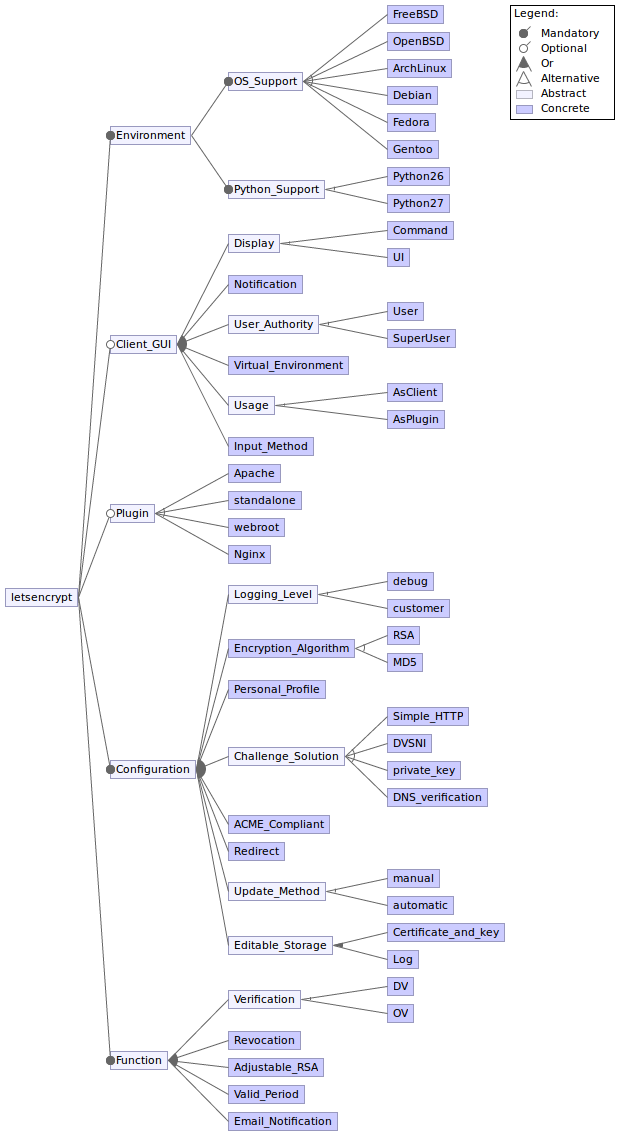 Legend:
Mandatory
Optional
Or
Alternative
Abstract
Concrete
letsencrypt
Environment
OS_Support
FreeBSD
OpenBSD
ArchLinux
Debian
Fedora
Gentoo
Python_Support
Python26
Python27
Client_GUI
Display
Command
UI
Notification
User_Authority
User
SuperUser
Virtual_Environment
Usage
AsClient
AsPlugin
Input_Method
Plugin
Apache
standalone
webroot
Nginx
Configuration
Logging_Level
debug
customer
Encryption_Algorithm
RSA
MD5
Personal_Profile
Challenge_Solution
Simple_HTTP
DVSNI
private_key
DNS_verification
ACME_Compliant
Redirect
Update_Method
manual
automatic
Editable_Storage
Certificate_and_key
Log
Function
Verification
DV
OV
Revocation
Adjustable_RSA
Valid_Period
Email_Notification